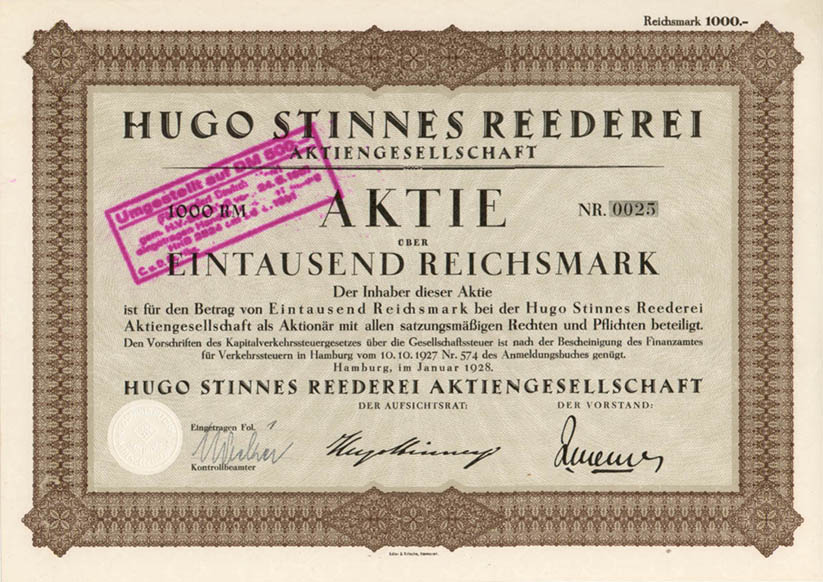 Reichsmark 1000.-
HUGO STINNES REEDEREI
AKTIENGESELLSCHAFT
Umgestellt auf DM 600.-
1000 RM
AKTIE
NR. 0025
ÜBER
EINTAUSEND REICHSMARK
Der Inhaber dieser Aktie
ist für den Betrag von Eintausend Reichsmark bei der Hugo Stinnes Reederei
Aktiengesellschaft als Aktionär mit allen satzungsmäßigen Rechten und Pflichten beteiligt.
Den Vorschriften des Kapitalverkehrssteuergesetzes über die Gesellschaftssteuer ist nach der Bescheinigung des Finanzamtes
für Verkehrssteuern in Hamburg vom 10. 10. 1927 Nr. 574 des Anmeldungsbuches genügt.
Hamburg, im Januar 1928.
HUGO STINNES REEDEREI AKTIENGESELLSCHAFT
DER AUFSICHTSRAT:
DER VORSTAND:
Eingetragen Fol. 1
Hugo Stinnes
Kontrollbeamter